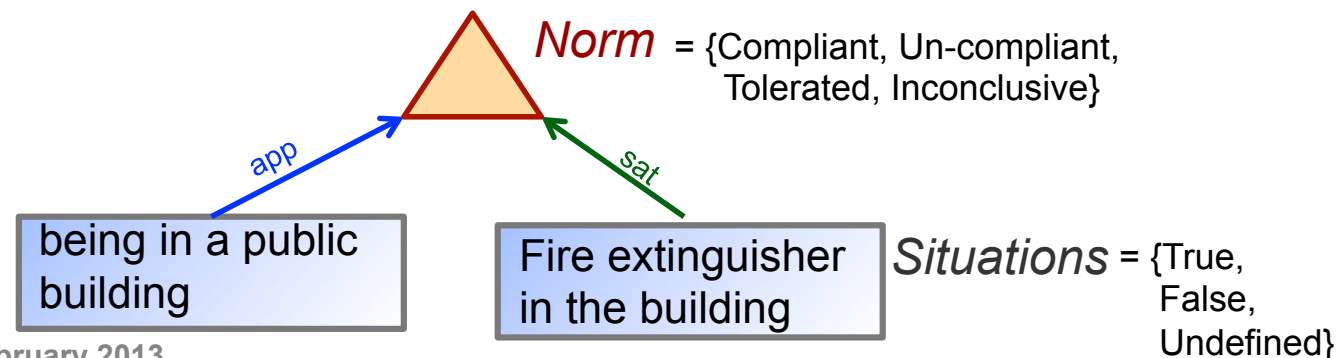 Norm = {Compliant, Un-compliant,
Tolerated, Inconclusive}
app
sat
being in a public
building
Fire extinguisher
in the building
Situations = {True,
False,
Undefined}
2013